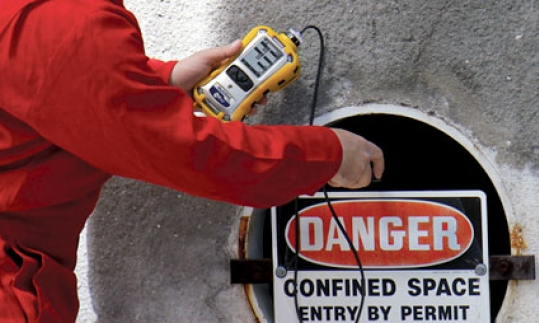 DANGER
CONFINED SPACE
ENTRY BY PERMIT